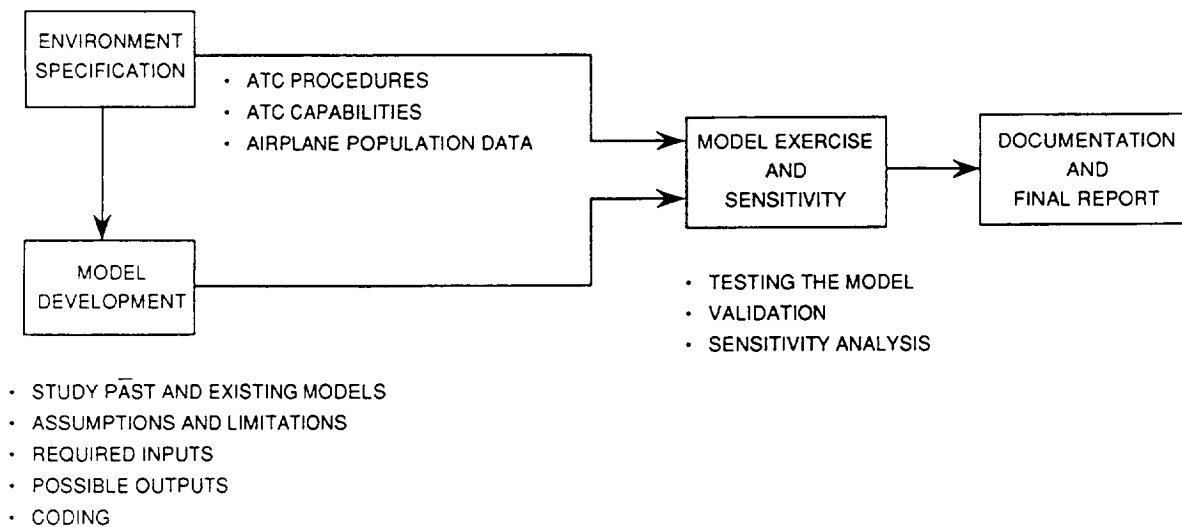 ENVIRONMENT
SPECIFICATION
• ATC PROCEDURES
• ATC CAPABILITIES
• AIRPLANE POPULATION DATA
MODEL
DEVELOPMENT
• STUDY PAST AND EXISTING MODELS
• ASSUMPTIONS AND LIMITATIONS
• REQUIRED INPUTS
• POSSIBLE OUTPUTS
• CODING
MODEL EXERCISE
AND
SENSITIVITY
• TESTING THE MODEL
• VALIDATION
• SENSITIVITY ANALYSIS
DOCUMENTATION
AND
FINAL REPORT